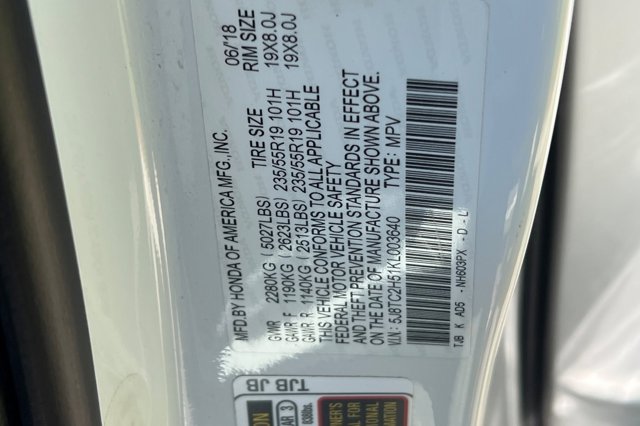 MFD.BY HONDA OF AMERICA MFG.,INC. 06/18
GVWR 2280KG (5027LBS) TIRE SIZE RIM SIZE
GAWR F 1190KG (2623LBS) 235/55R19 101H 19X8.0J
GAWR R 1140KG (2513LBS) 235/55R19 101H 19X8.0J
THIS VEHICLE CONFORMS TO ALL APPLICABLE
FEDERAL MOTOR VEHICLE SAFETY
AND THEFT PREVENTION STANDARDS IN EFFECT
ON THE DATE OF MANUFACTURE SHOWN ABOVE.
V.I.N.: 5J8TC2H51KL003640 TYPE: MPV
TJB K AD5 -NH603PX -D -L
TJB JB